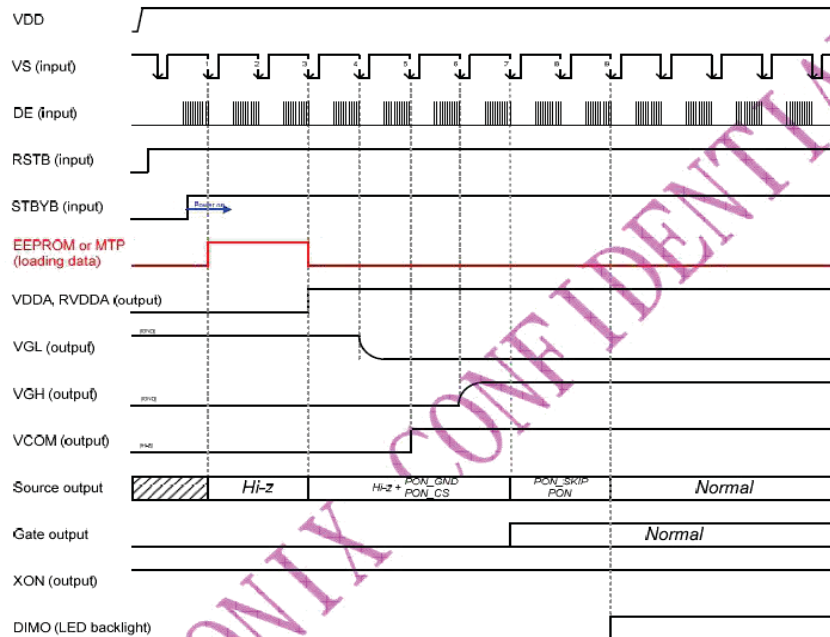 VDD
VS (input)
1 2 3 4 5 6 7 8 9
DE (input)
RSTB (input)
STBYB (input)
Power on
EEPROM or MTP
(loading data)
VDDA, RVDDA (output)
VGL (output)
VGH (output)
VCOM (output)
Source output
Hi-z
Hi-z + PON_GND
PON_CS
PON_SKIP
PON
Normal
Gate output
Normal
XON (output)
DIMO (LED backlight)
ONIX CONFIDENTIA